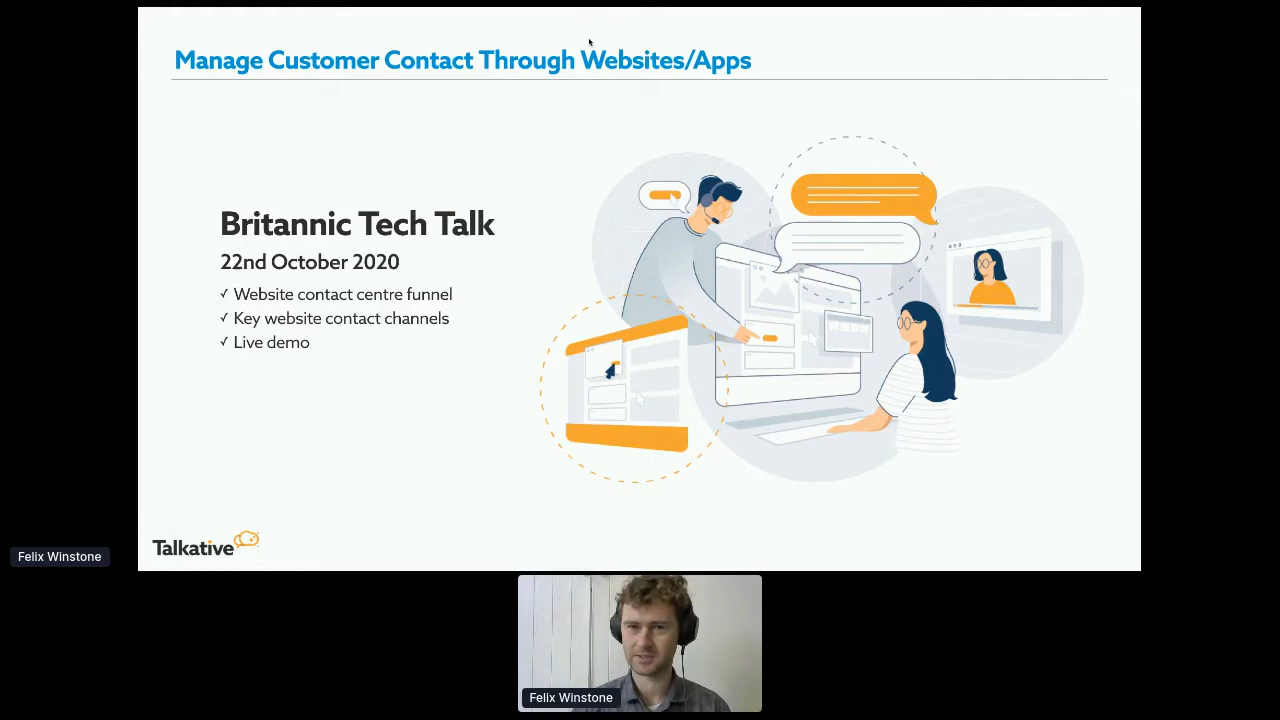 Manage Customer Contact Through Websites/Apps
Britannic Tech Talk
22nd October 2020
✓ Website contact centre funnel
✓ Key website contact channels
✓ Live demo
Talkative
Felix Winstone
Felix Winstone